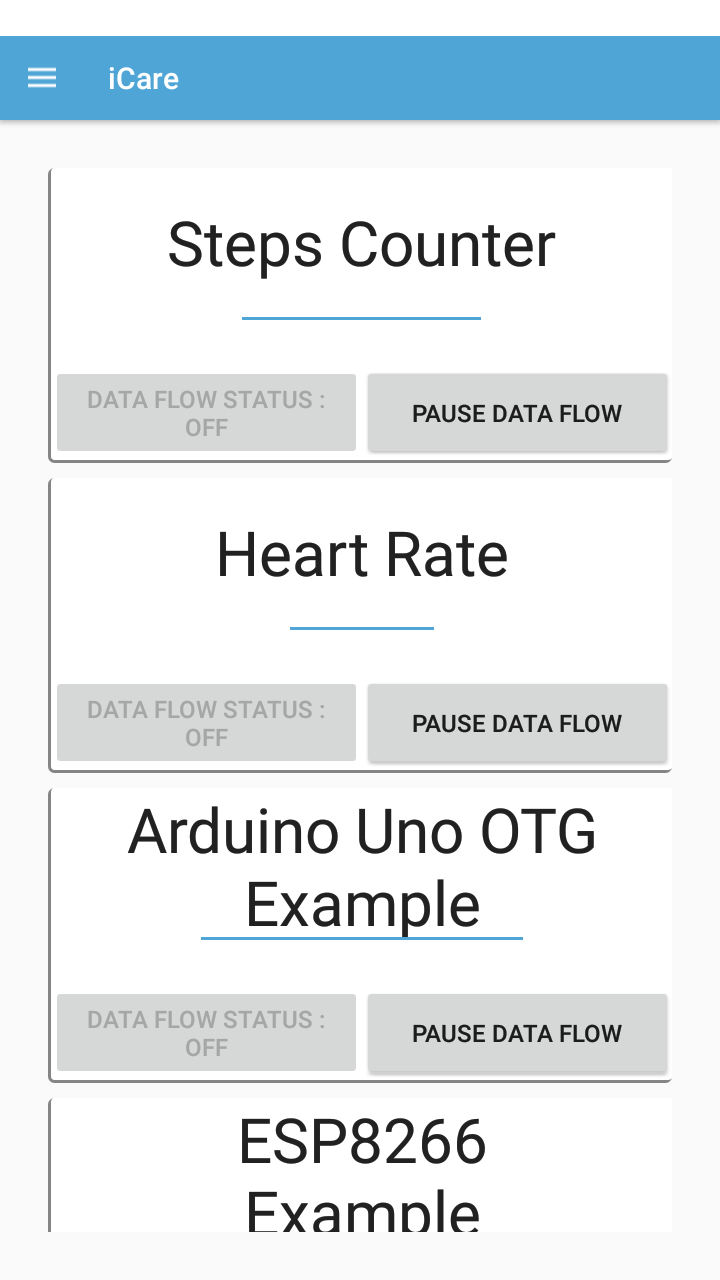 iCare
Steps Counter
DATA FLOW STATUS :
OFF
PAUSE DATA FLOW
Heart Rate
DATA FLOW STATUS :
OFF
PAUSE DATA FLOW
Arduino Uno OTG
Example
DATA FLOW STATUS :
OFF
PAUSE DATA FLOW
ESP8266
Example